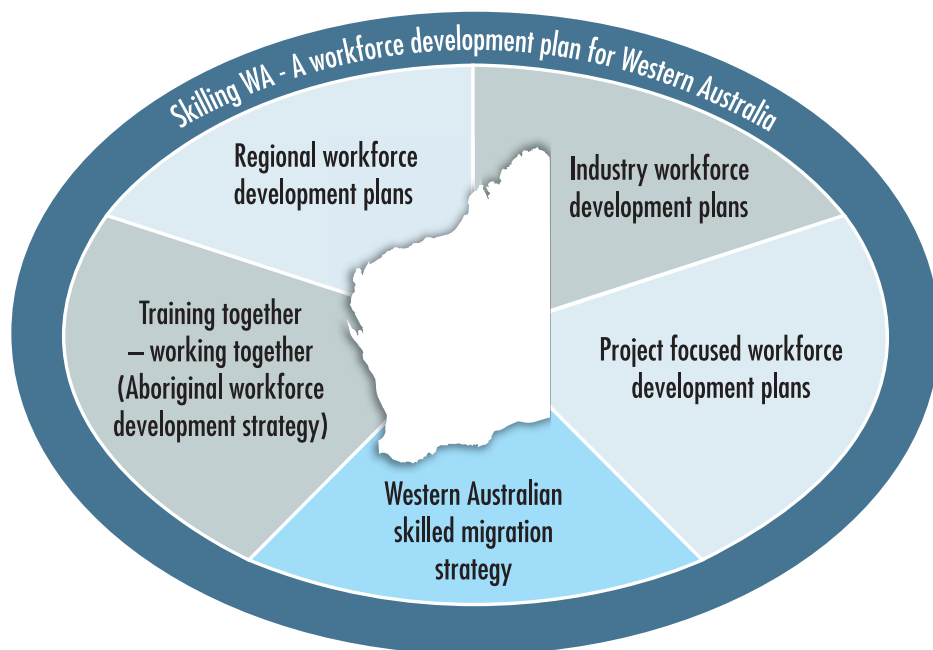 Skilling WA - A workforce development plan for Western Australia
Regional workforce
development plans
Industry workforce
development plans
Training together
– working together
(Aboriginal workforce
development strategy)
Project focused workforce
development plans
Western Australian
skilled migration
strategy